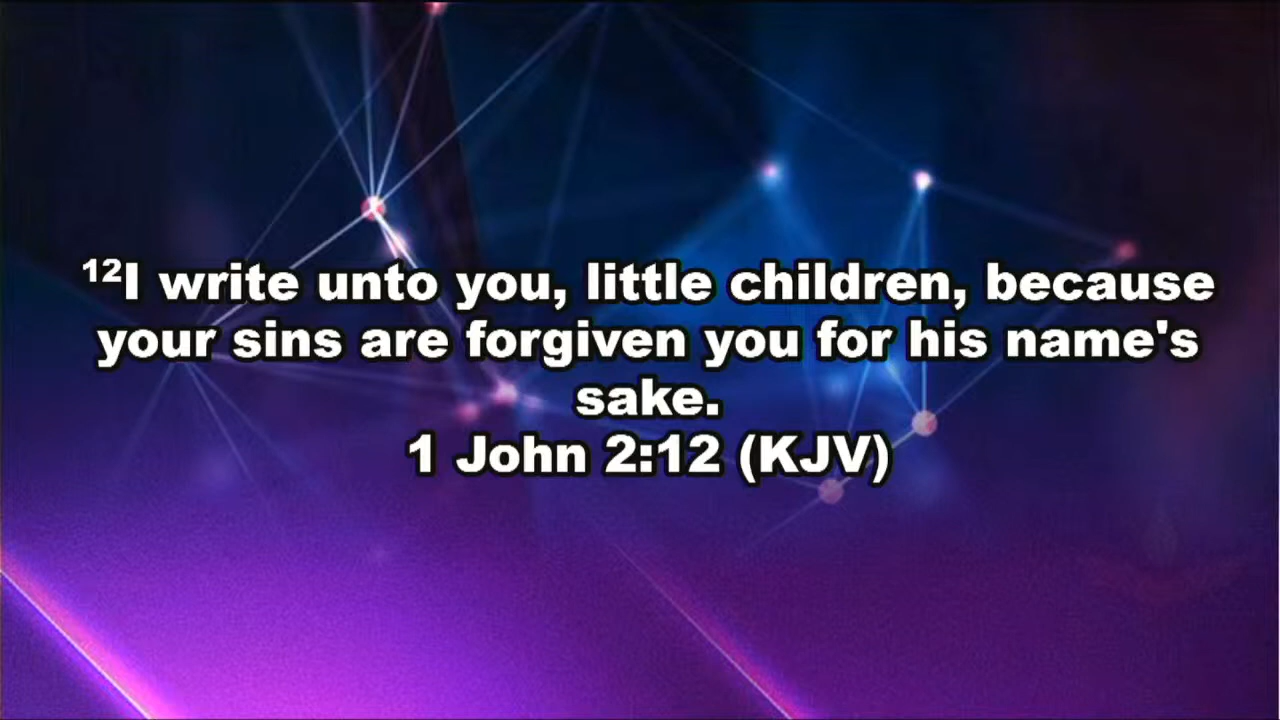 ¹²I write unto you, little children, because
your sins are forgiven you for his name's
sake.
1 John 2:12 (KJV)